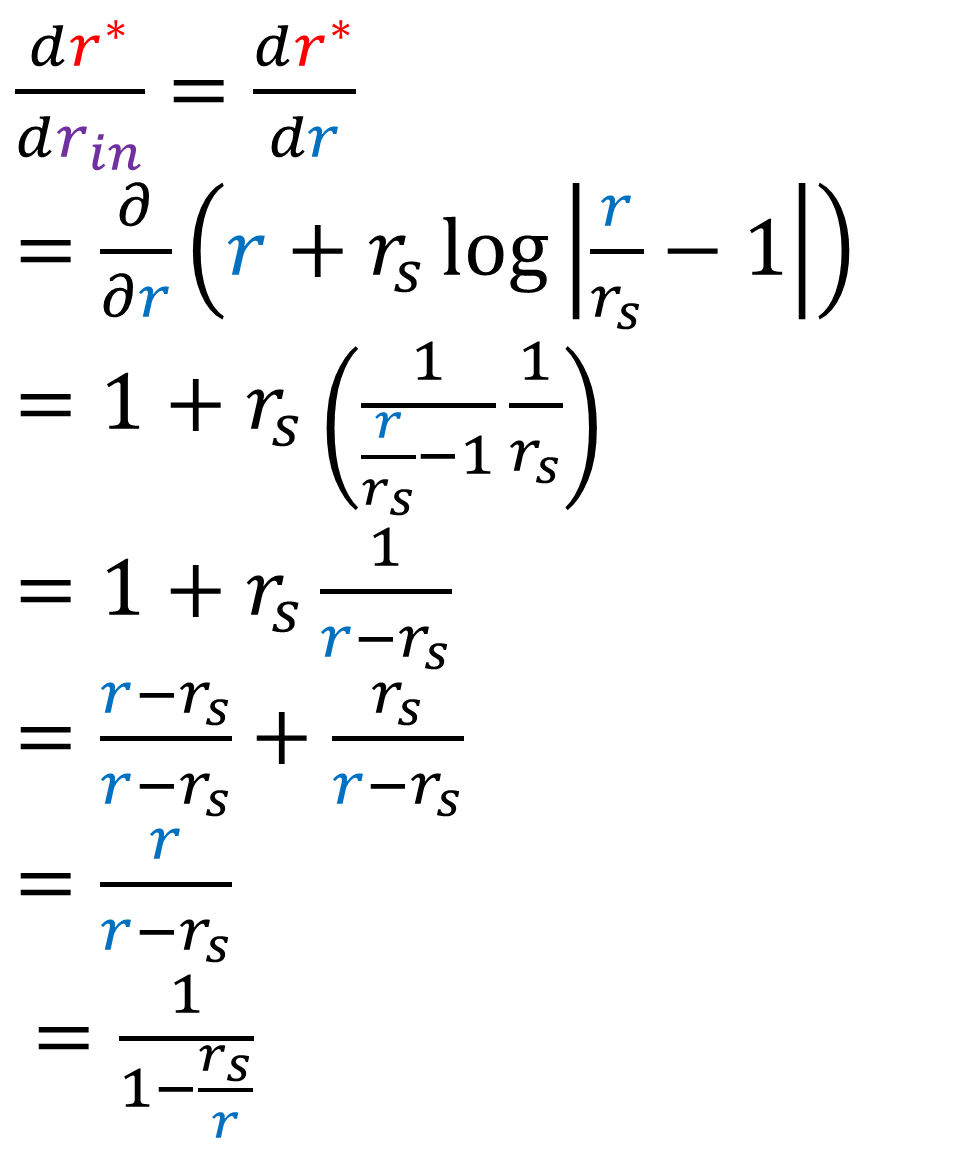 dr*/dr_in = dr*/dr
= ∂/∂r (r + r_s log |r/r_s − 1|)
= 1 + r_s (1/(r/r_s −1) 1/r_s)
= 1 + r_s 1/(r−r_s)
= (r−r_s)/(r−r_s) + r_s/(r−r_s)
= r/(r−r_s)
= 1/(1−r_s/r)